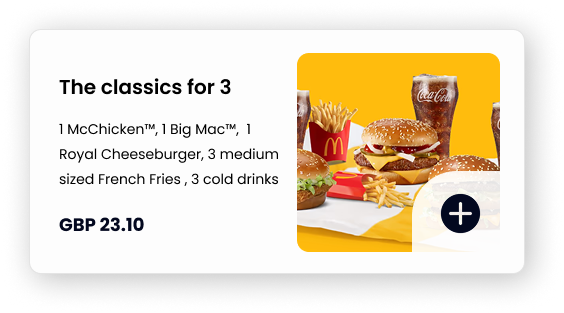 The classics for 3
1 McChicken™, 1 Big Mac™, 1
Royal Cheeseburger, 3 medium
sized French Fries , 3 cold drinks
GBP 23.10
Coca-Cola